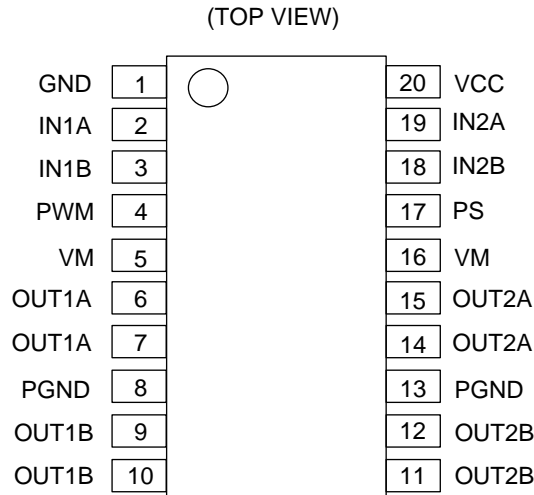 (TOP VIEW)
GND 1 20 VCC
IN1A 2 19 IN2A
IN1B 3 18 IN2B
PWM 4 17 PS
VM 5 16 VM
OUT1A 6 15 OUT2A
OUT1A 7 14 OUT2A
PGND 8 13 PGND
OUT1B 9 12 OUT2B
OUT1B 10 11 OUT2B